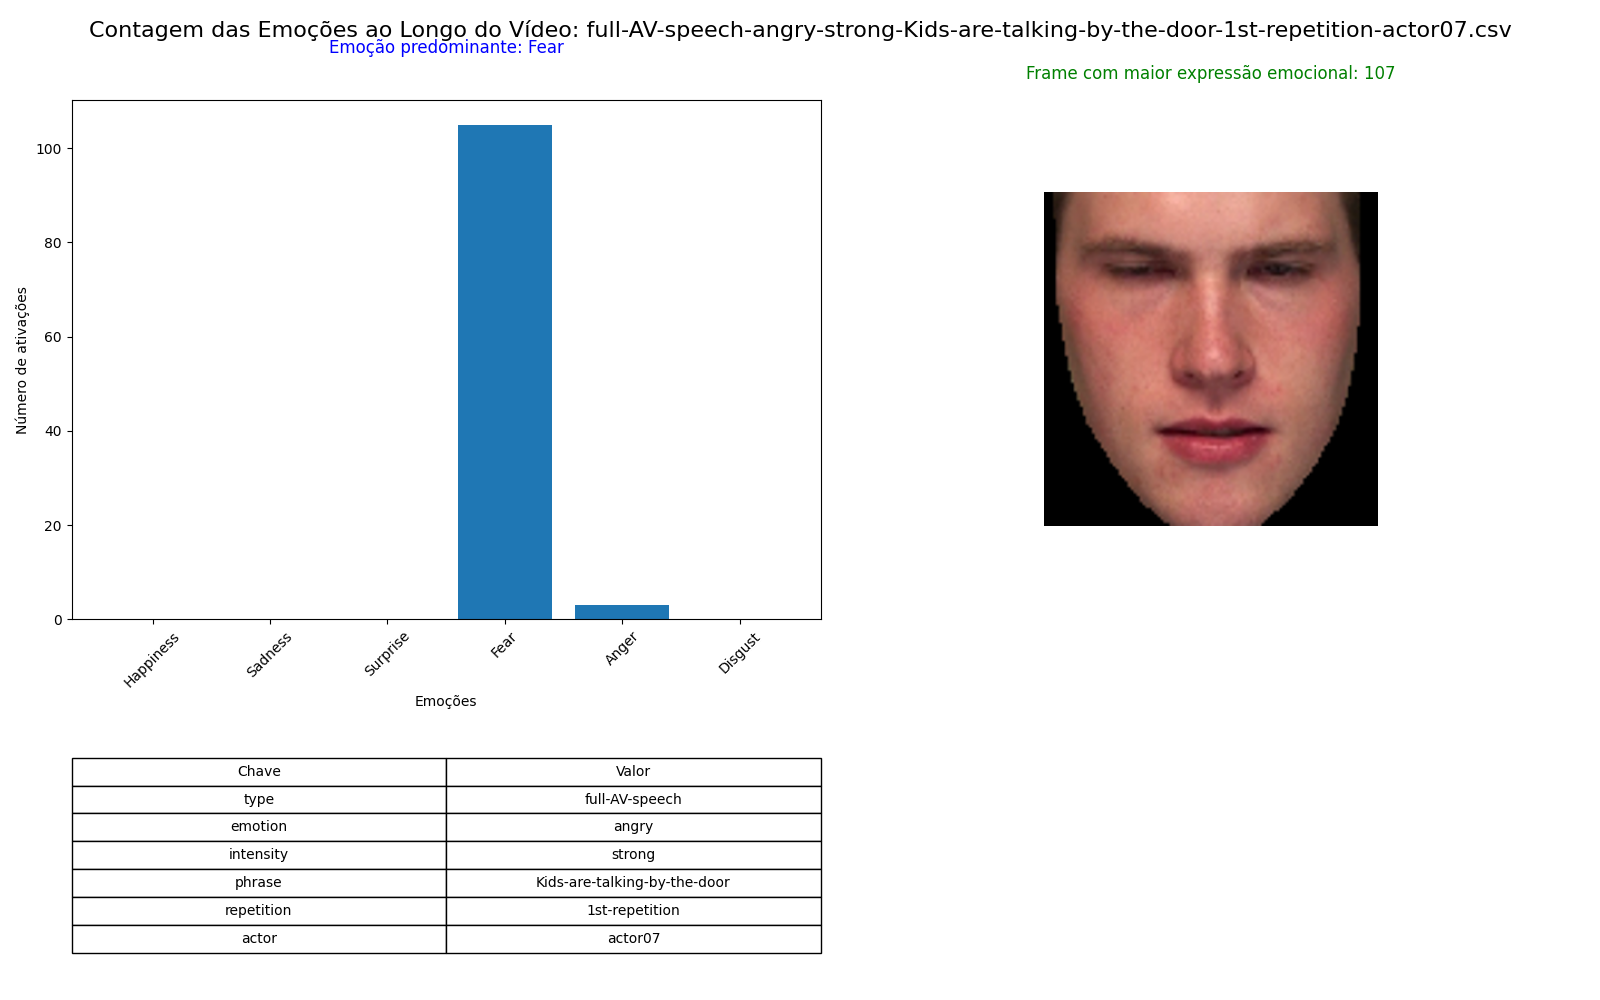 Contagem das Emoções ao Longo do Vídeo: full-AV-speech-angry-strong-Kids-are-talking-by-the-door-1st-repetition-actor07.csv
Emoção predominante: Fear
Frame com maior expressão emocional: 107
Número de ativações
100
80
60
40
20
0
Happiness
Sadness
Surprise
Fear
Anger
Disgust
Emoções
Chave Valor
type full-AV-speech
emotion angry
intensity strong
phrase Kids-are-talking-by-the-door
repetition 1st-repetition
actor actor07